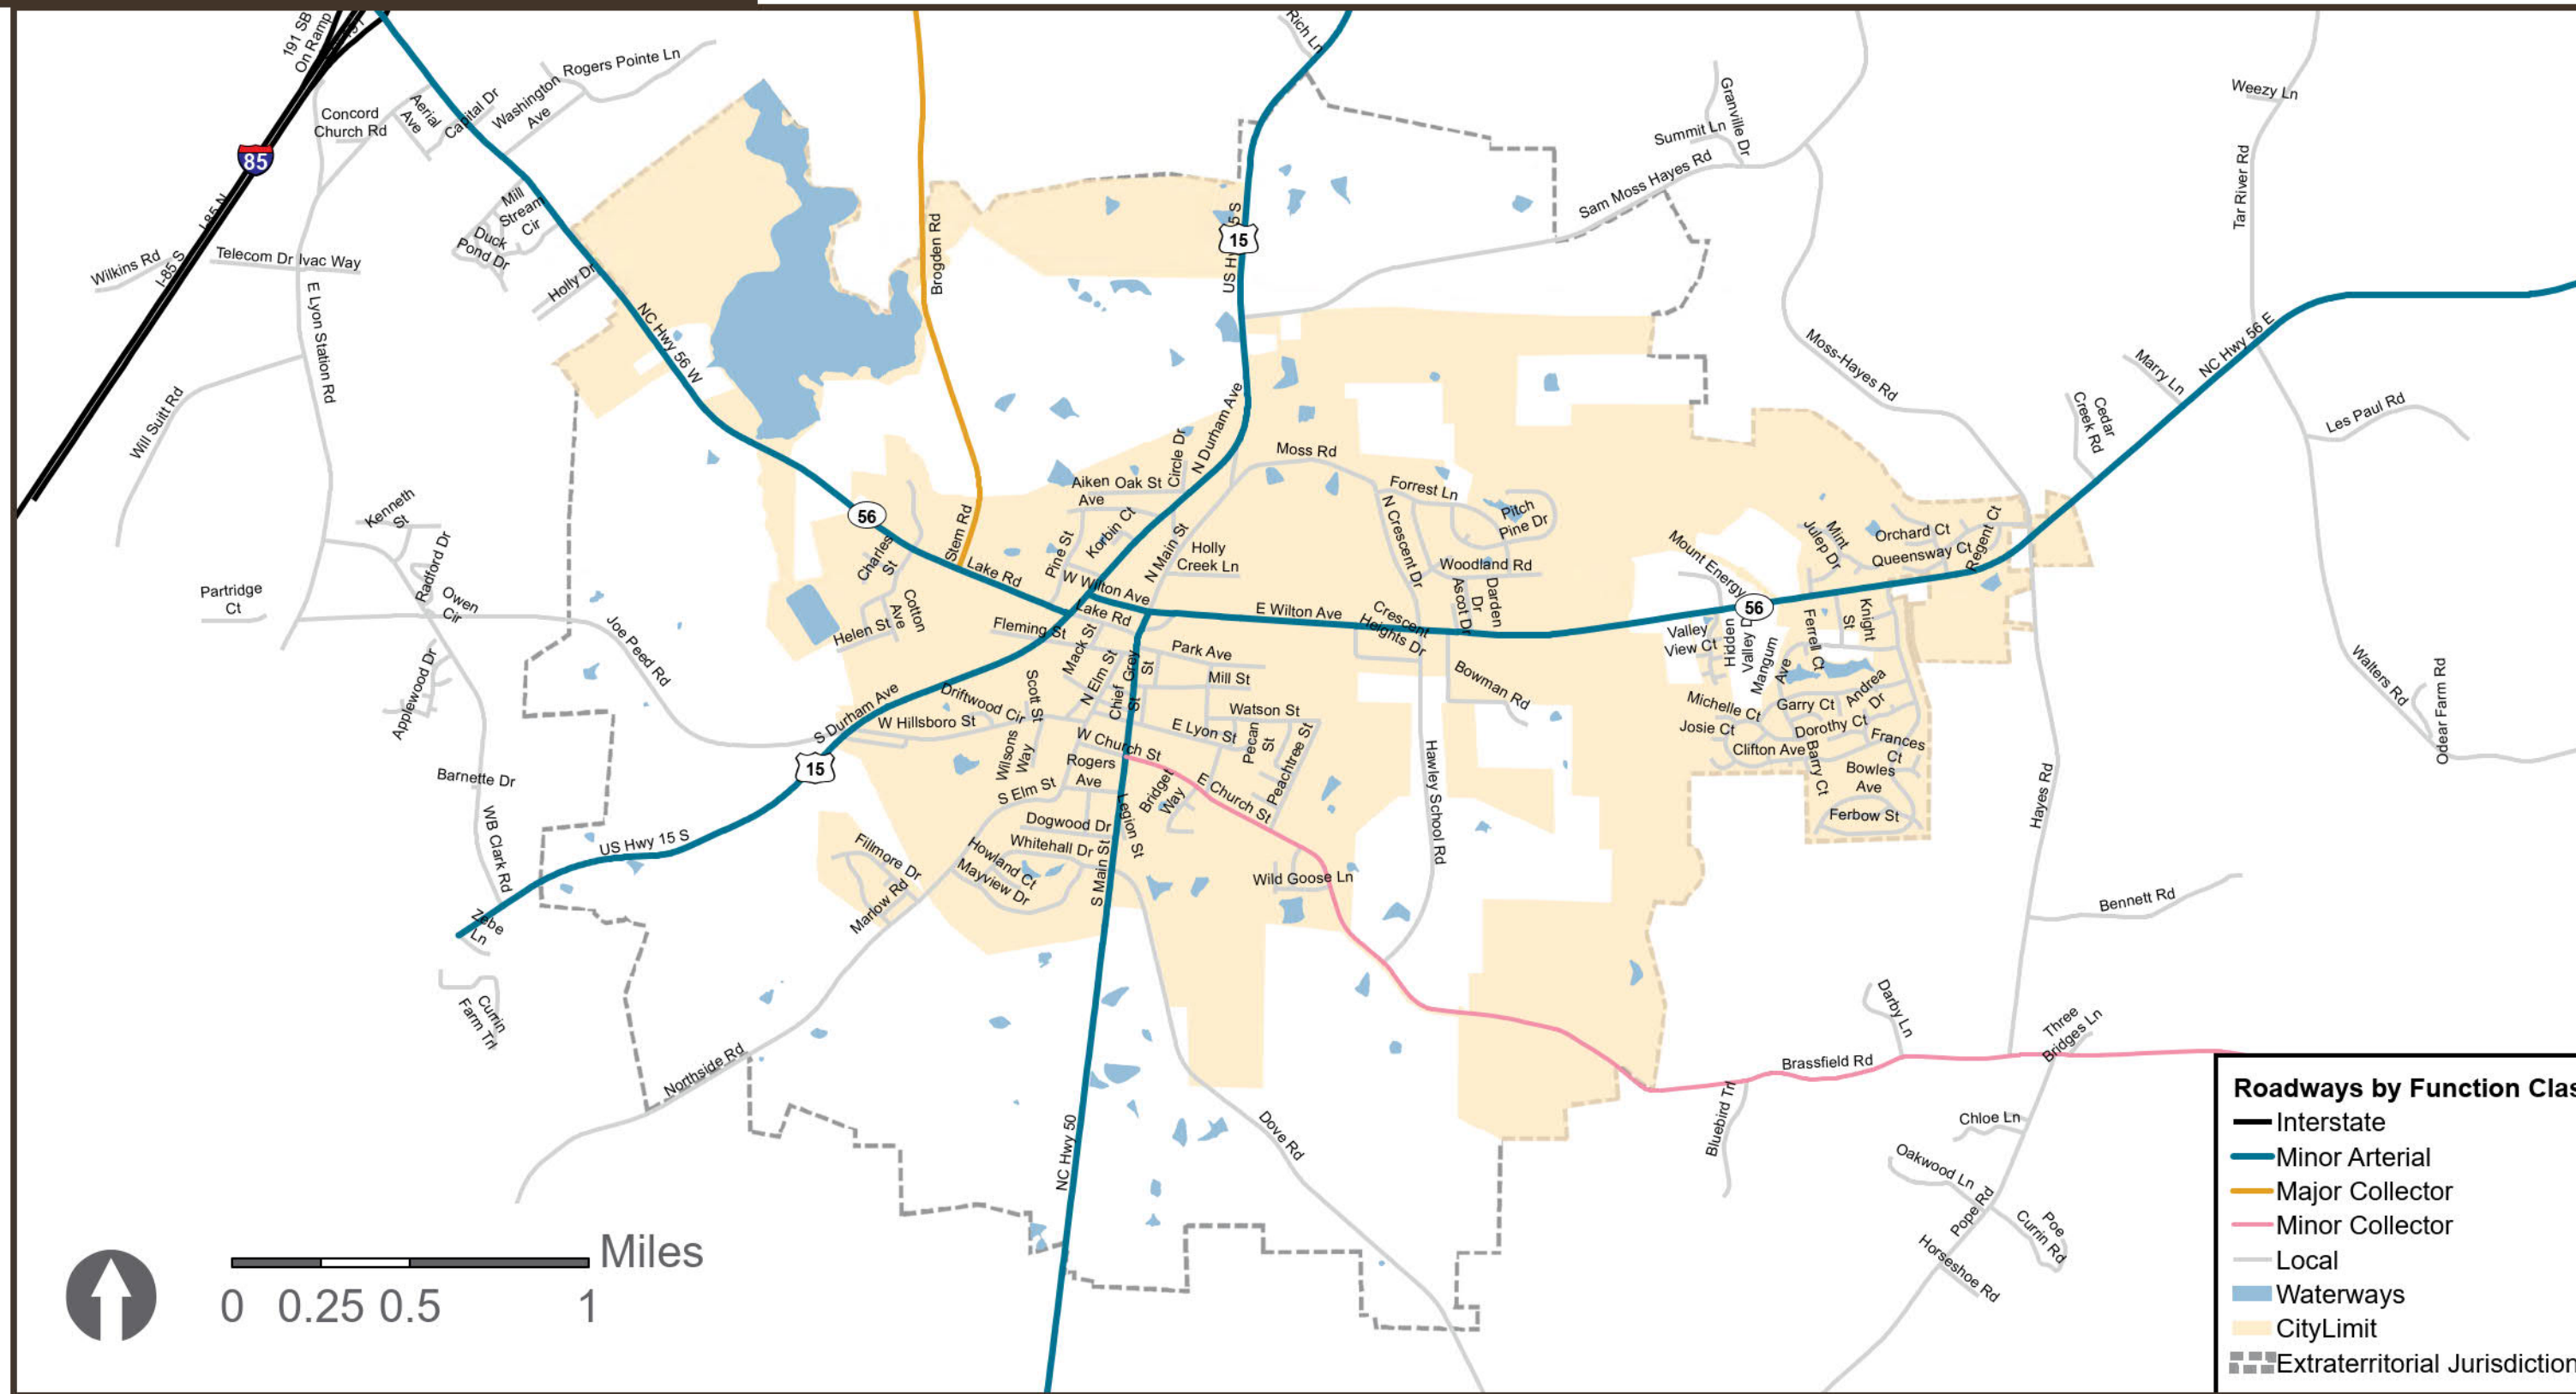 191 SB
On Ramp
Rogers Pointe Ln
Washington
Ave
Capital Dr
Aerial
Ave
Concord
Church Rd
85
I-85 N
I-85 S
Wilkins Rd
Telecom Dr
Ivac Way
Mill
Stream
Cir
Duck
Pond Dr
Holly Dr
E Lyon Station Rd
Will Suitt Rd
NC Hwy 56 W
Brogden Rd
Rich Ln
US Hwy 15 S
15
Granville Dr
Summit Ln
Sam Moss Hayes Rd
Weezy Ln
Tar River Rd
Moss-Hayes Rd
NC Hwy 56 E
Marry Ln
Cedar
Creek Rd
Les Paul Rd
Kenneth
St
Radford Dr
Owen
Cir
Partridge
Ct
Joe Peed Rd
Applewood Dr
Barnette Dr
WB Clark Rd
Zebe
Ln
Currin
Farm Trl
US Hwy 15 S
15
S Durham Ave
56
Stem Rd
Lake Rd
Charles
St
Cotton
Ave
Helen St
Aiken
Ave
Oak St
Circle Dr
N Durham Ave
Korbin Ct
Pine St
N Main St
Holly
Creek Ln
W Wilton Ave
Lake Rd
Moss Rd
Forrest Ln
Pitch
Pine Dr
N Crescent Dr
Woodland Rd
Ascot Dr
Darden
Dr
E Wilton Ave
Crescent
Heights Dr
Bowman Rd
Fleming St
Mack St
N Elm St
Chief
St
Grey
St
Park Ave
Mill St
Watson St
E Lyon St
Pecan
St
Peachtree St
Driftwood Cir
Scott St
W Hillsboro St
Wilsons
Way
W Church St
Rogers
Ave
S Elm St
Bridget
Way
E Church St
Legion St
Dogwood Dr
Whitehall Dr
Howland Ct
Mayview Dr
S Main St
Fillmore Dr
Marlow Rd
Northside Rd
Wild Goose Ln
Hawley School Rd
NC Hwy 50
Dove Rd
Mount Energy
56
Mint
Julep Dr
Orchard Ct
Queensway Ct
Regent Ct
Valley
View Ct
Hidden
Valley D
Mangum
Ave
Ferrell Ct
Knight
St
Michelle Ct
Josie Ct
Garry Ct
Andrea
Dr
Dorothy Ct
Clifton Ave
Barry Ct
Frances
Ct
Bowles
Ave
Ferbow St
Hayes Rd
Walters Rd
Odear Farm Rd
Bennett Rd
Darby Ln
Three
Bridges Ln
Brassfield Rd
Bluebird Trl
Chloe Ln
Oakwood Ln
Pope Rd
Poe
Currin Rd
Horseshoe Rd
Miles
0 0.25 0.5 1
Roadways by Function Clas
Interstate
Minor Arterial
Major Collector
Minor Collector
Local
Waterways
CityLimit
Extraterritorial Jurisdiction